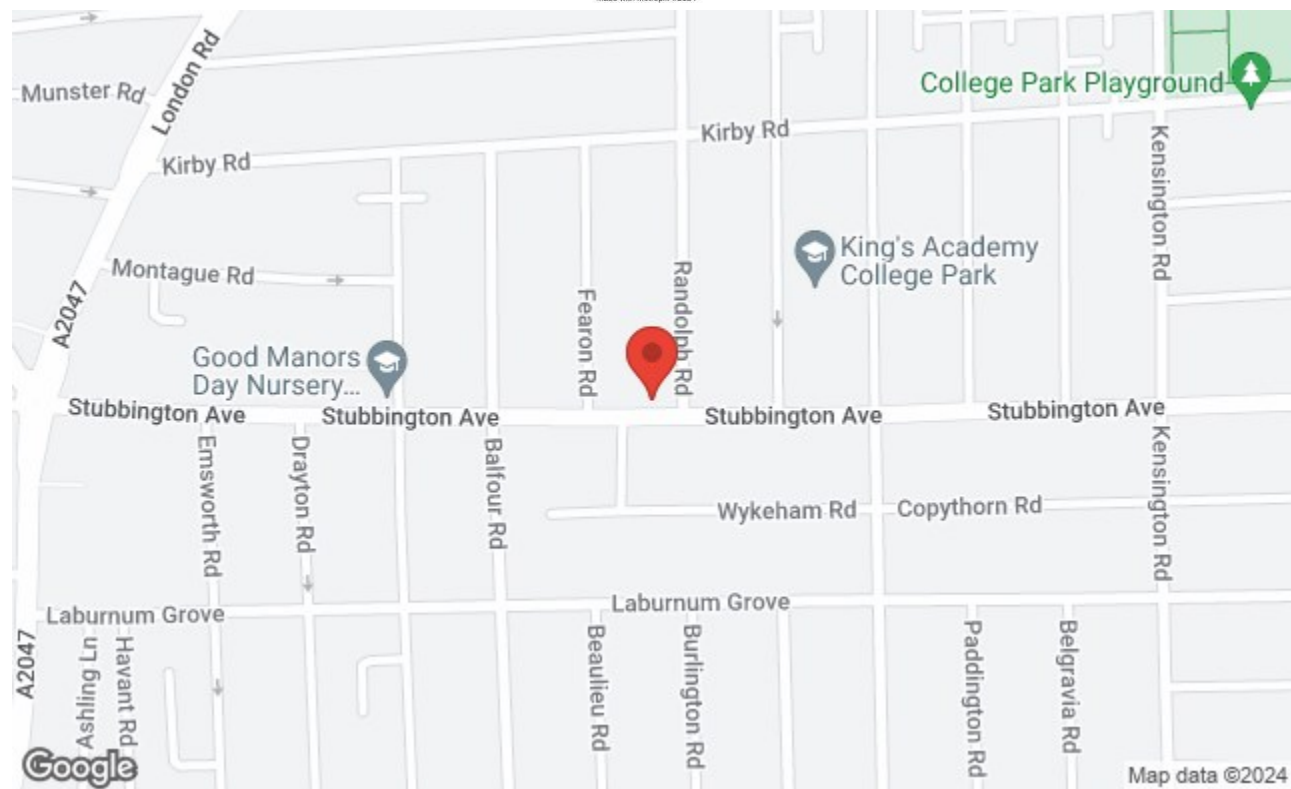 London Rd
Munster Rd
College Park Playground
Kirby Rd
Kirby Rd
Kensington Rd
Montague Rd
King's Academy
College Park
A2047
Fearon Rd
Randolph Rd
Good Manors
Day Nursery...
Stubbington Ave
Stubbington Ave
Stubbington Ave
Stubbington Ave
Emsworth Rd
Drayton Rd
Balfour Rd
Kensington Rd
Wykeham Rd
Copythorn Rd
Laburnum Grove
Laburnum Grove
A2047
Ashling Ln
Havant Rd
Beaulieu Rd
Burlington Rd
Paddington Rd
Belgravia Rd
Google
Map data ©2024